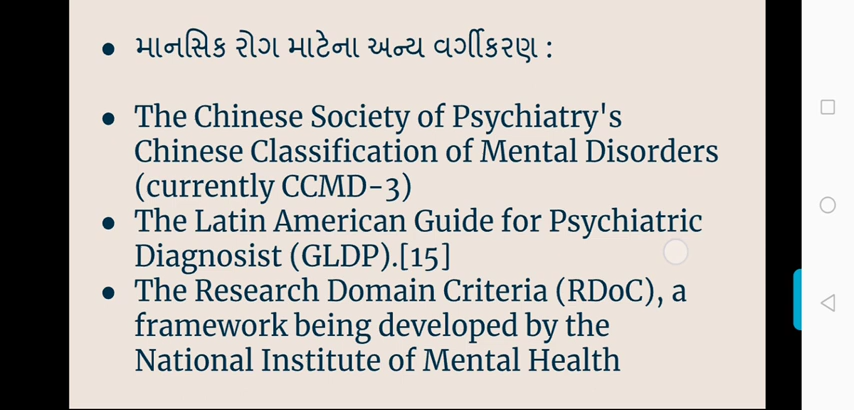 • માનસિક રોગ માટેના અન્ય વર્ગીકરણ :
• The Chinese Society of Psychiatry's
Chinese Classification of Mental Disorders
(currently CCMD-3)
• The Latin American Guide for Psychiatric
Diagnosist (GLDP).[15]
• The Research Domain Criteria (RDoC), a
framework being developed by the
National Institute of Mental Health